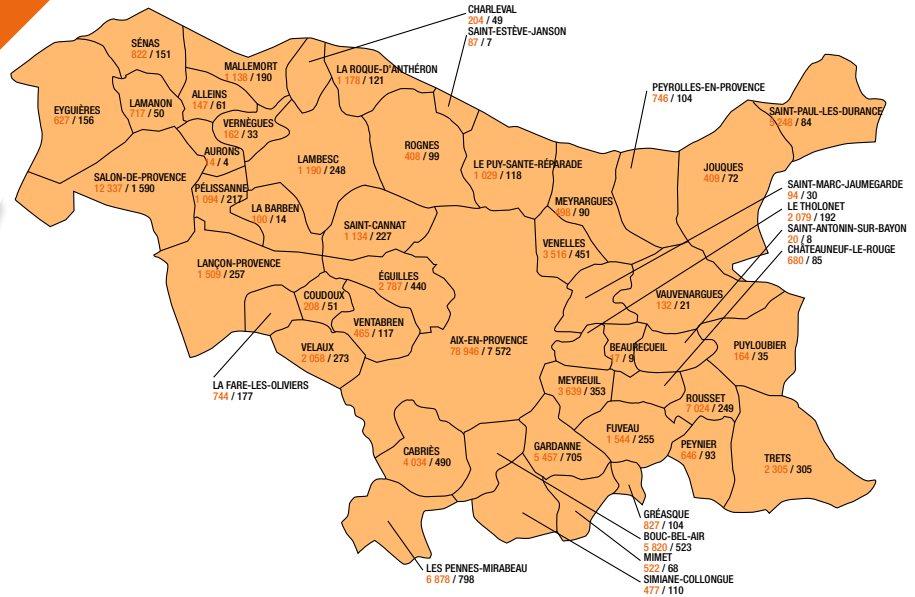 CHARLEVAL
204 / 49
SAINT-ESTÈVE-JANSON
87 / 7
SÉNAS
822 / 151
MALLEMORT
1 138 / 190
LA ROQUE-D'ANTHÉRON
1 178 / 121
PEYROLLES-EN-PROVENCE
746 / 104
SAINT-PAUL-LES-DURANCE
5 248 / 84
EYGUIÈRES
627 / 156
LAMANON
717 / 50
ALLEINS
147 / 61
VERNÈGUES
162 / 33
AURONS
/ 4
ROGNES
408 / 99
LAMBESC
1 190 / 248
LE PUY-SANTE-RÉPARADE
1 029 / 118
JOUQUES
409 / 72
SALON-DE-PROVENCE
12 337 / 1 590
PÉLISSANNE
1 094 / 217
LA BARBEN
100 / 14
SAINT-CANNAT
1 134 / 227
MEYRARGUES
498 / 90
SAINT-MARC-JAUMEGARDE
94 / 30
LE THOLONET
2 079 / 192
SAINT-ANTONIN-SUR-BAYON
20 / 8
CHÂTEAUNEUF-LE-ROUGE
680 / 85
VENELLES
3 516 / 451
LANÇON-PROVENCE
1 509 / 257
ÉGUILLES
2 787 / 440
COUDOUX
208 / 51
VENTABREN
465 / 117
VAUVENARGUES
132 / 21
AIX-EN-PROVENCE
78 946 / 7 572
VELAUX
2 058 / 273
BEAURECUEIL
17 / 9
PUYLOUBIER
164 / 35
LA FARE-LES-OLIVIERS
744 / 177
MEYREUIL
3 639 / 353
ROUSSET
7 024 / 249
FUVEAU
1 544 / 255
CABRIÈS
4 034 / 490
GARDANNE
5 457 / 705
PEYNIER
646 / 93
TRETS
2 305 / 305
GRÉASQUE
827 / 104
BOUC-BEL-AIR
5 820 / 523
MIMET
522 / 68
SIMIANE-COLLONGUE
477 / 110
LES PENNES-MIRABEAU
6 878 / 798